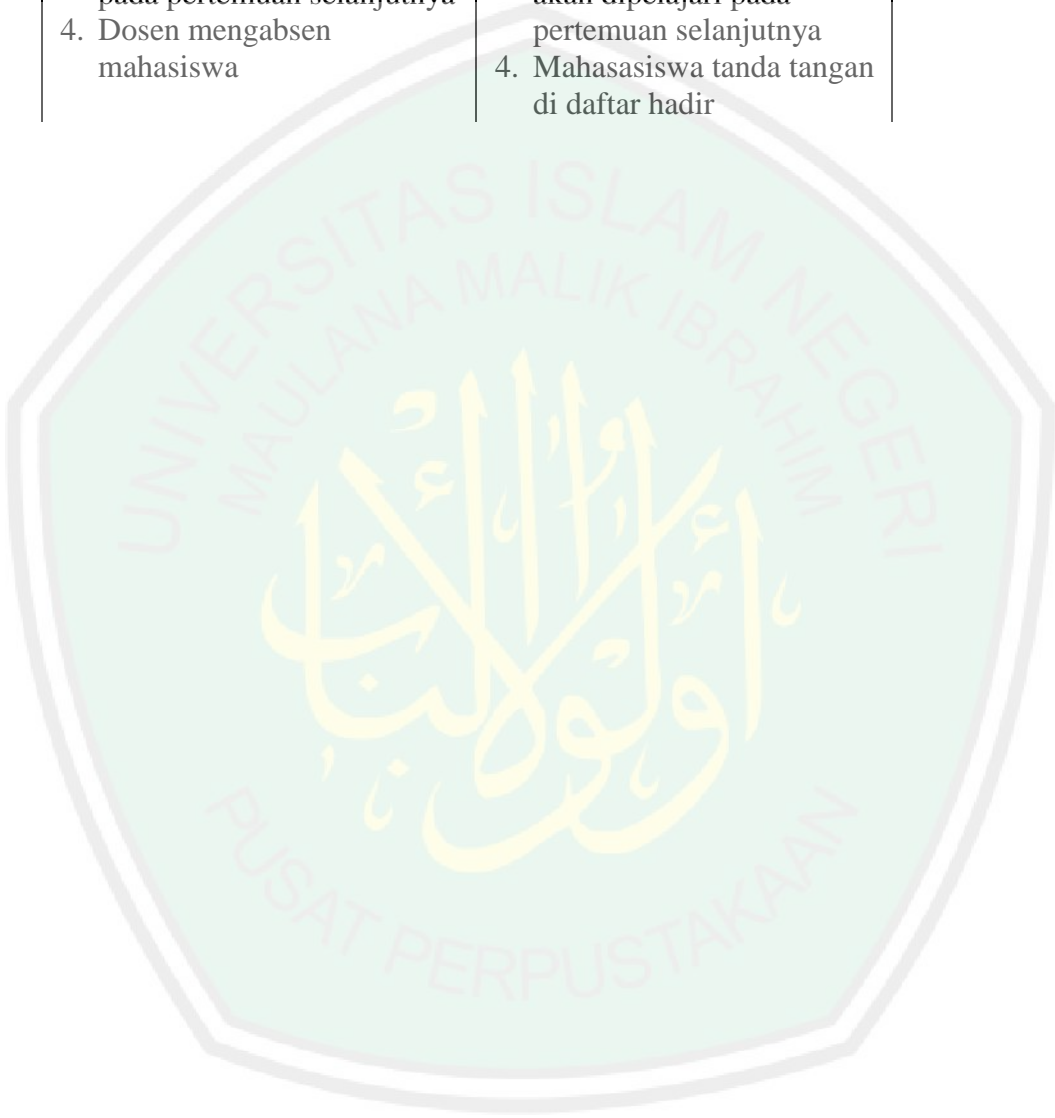 pada pertemuan selanjutnya
4. Dosen mengabsen
mahasiswa
akan dipelajari pada
pertemuan selanjutnya
4. Mahasasiswa tanda tangan
di daftar hadir
UNIVERSITAS ISLAM NEGERI
MAULANA MALIK IBRAHIM
أولوا الألباب
PUSAT PERPUSTAKAAN